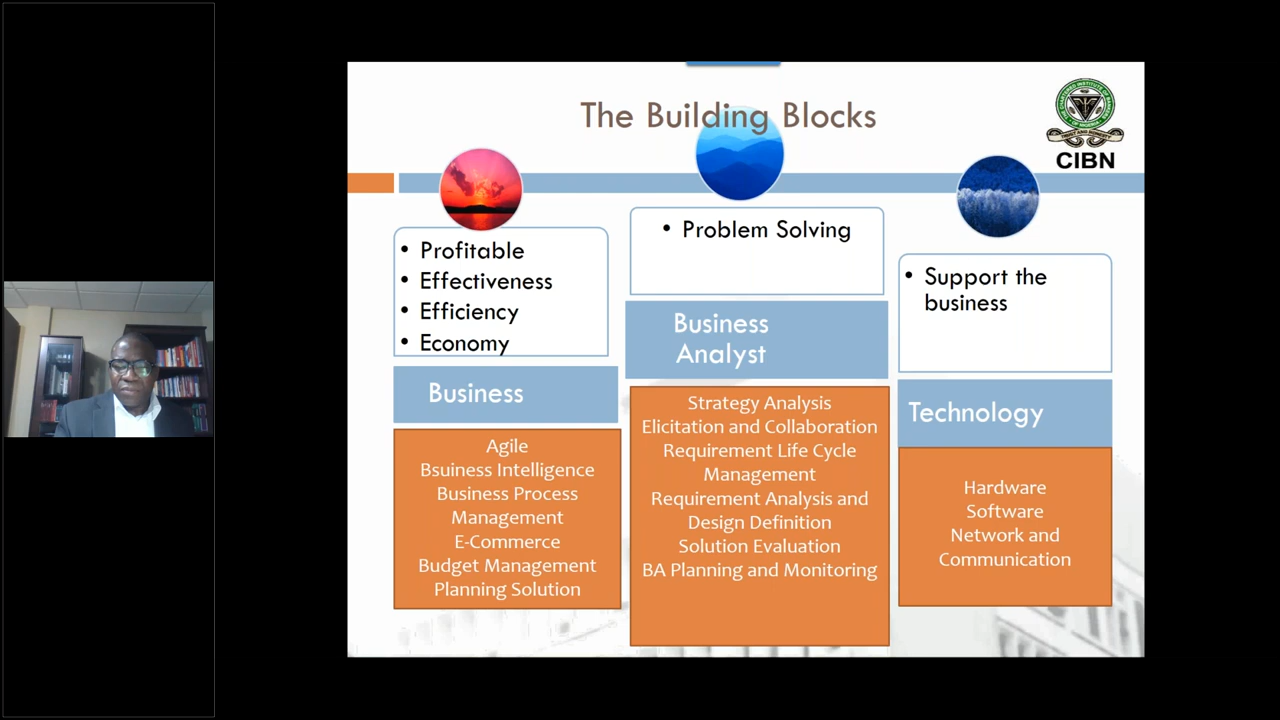 The Building Blocks
CIBN
• Profitable
• Effectiveness
• Efficiency
• Economy
Business
Agile
Bsuiness Intelligence
Business Process
Management
E-Commerce
Budget Management
Planning Solution
• Problem Solving
Business
Analyst
Strategy Analysis
Elicitation and Collaboration
Requirement Life Cycle
Management
Requirement Analysis and
Design Definition
Solution Evaluation
BA Planning and Monitoring
• Support the
business
Technology
Hardware
Software
Network and
Communication